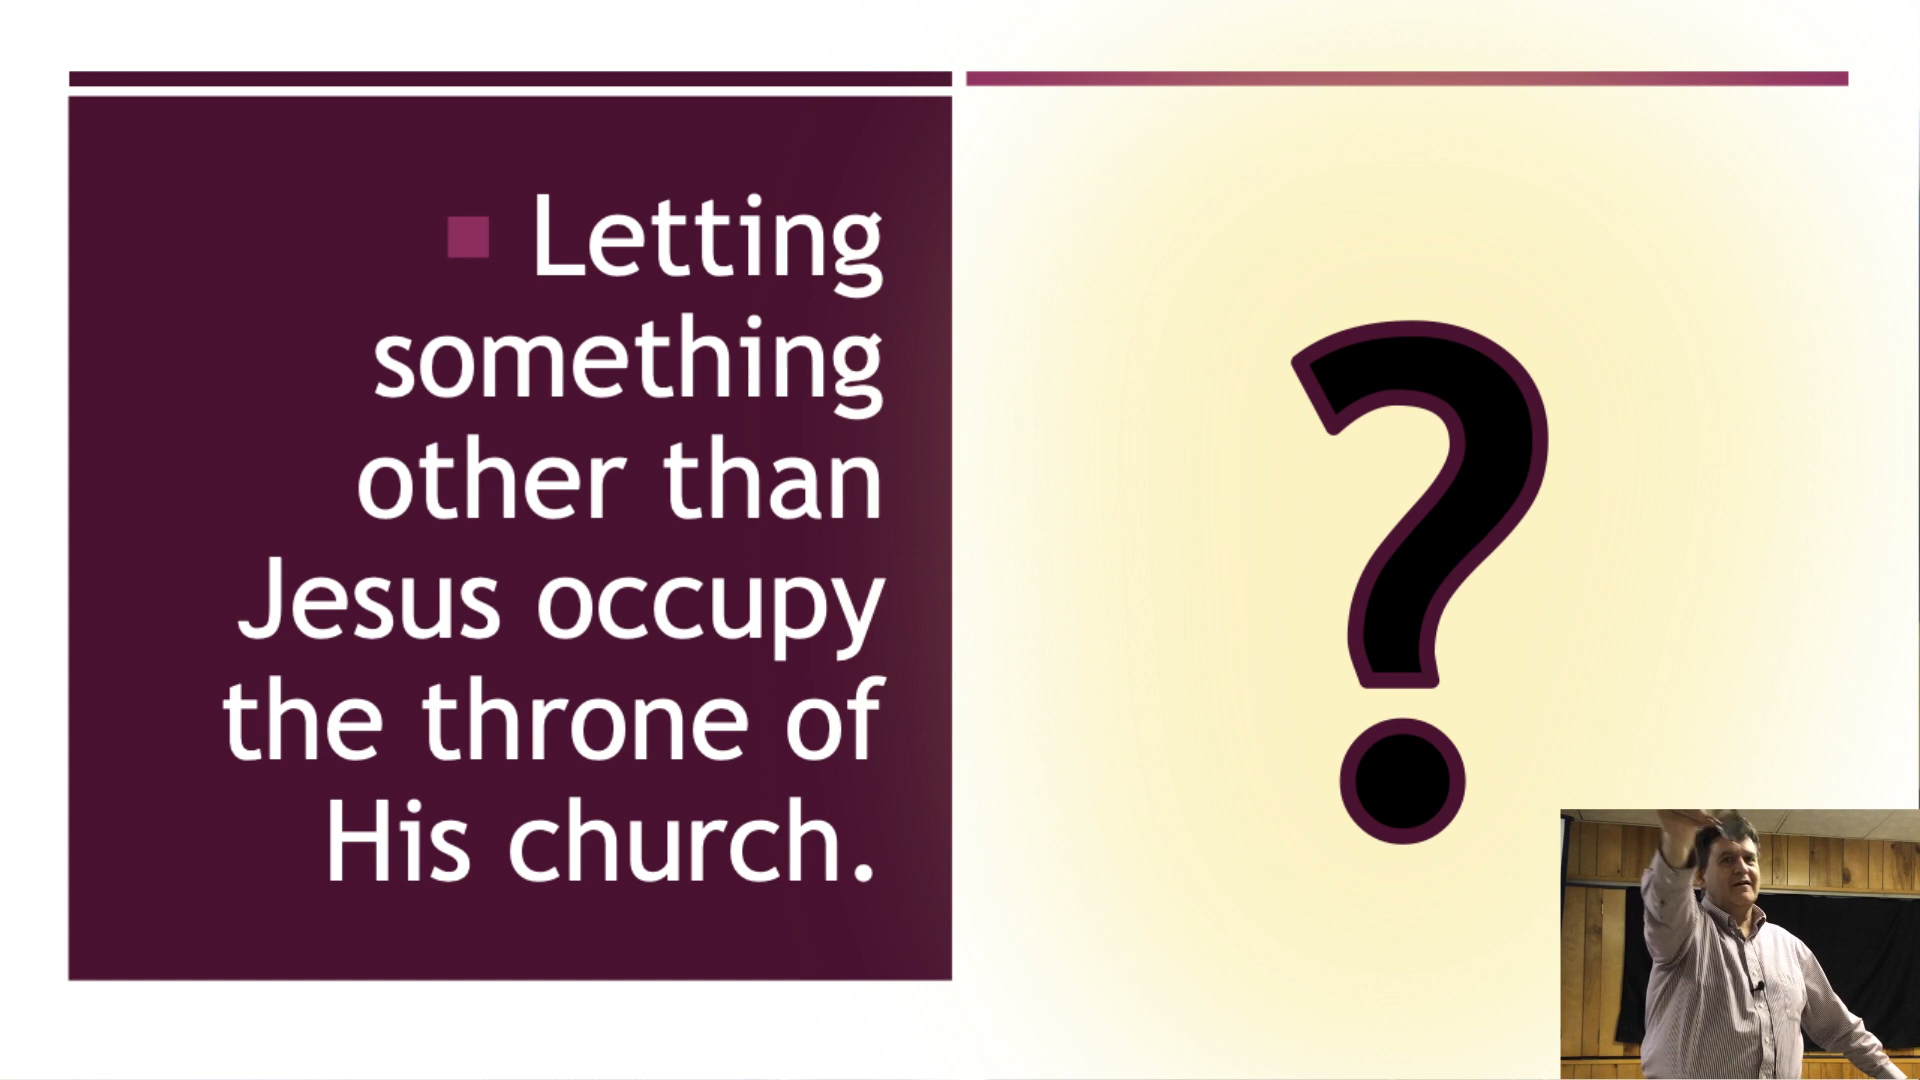 Letting
something
other than
Jesus occupy
the throne of
His church.
?